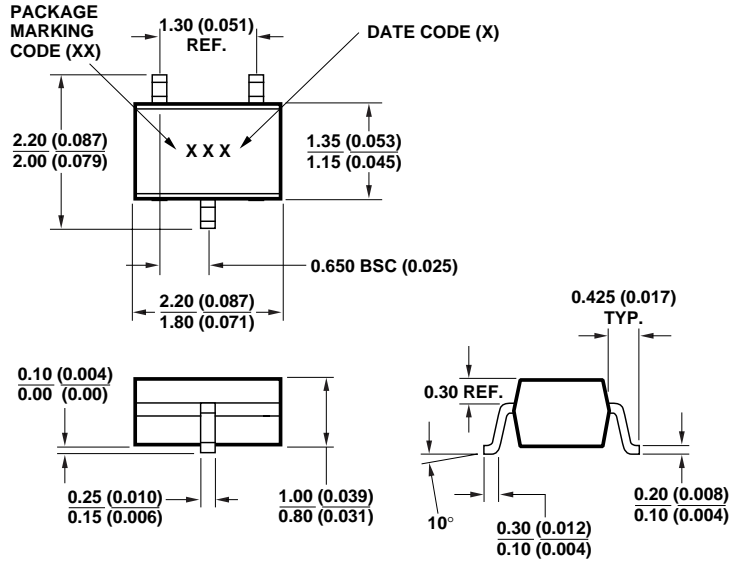 PACKAGE
MARKING
CODE (XX)
1.30 (0.051)
REF.
DATE CODE (X)
2.20 (0.087)
2.00 (0.079)
X X X
1.35 (0.053)
1.15 (0.045)
0.650 BSC (0.025)
2.20 (0.087)
1.80 (0.071)
0.425 (0.017)
TYP.
0.10 (0.004)
0.00 (0.00)
0.30 REF.
0.25 (0.010)
0.15 (0.006)
1.00 (0.039)
0.80 (0.031)
10°
0.30 (0.012)
0.10 (0.004)
0.20 (0.008)
0.10 (0.004)